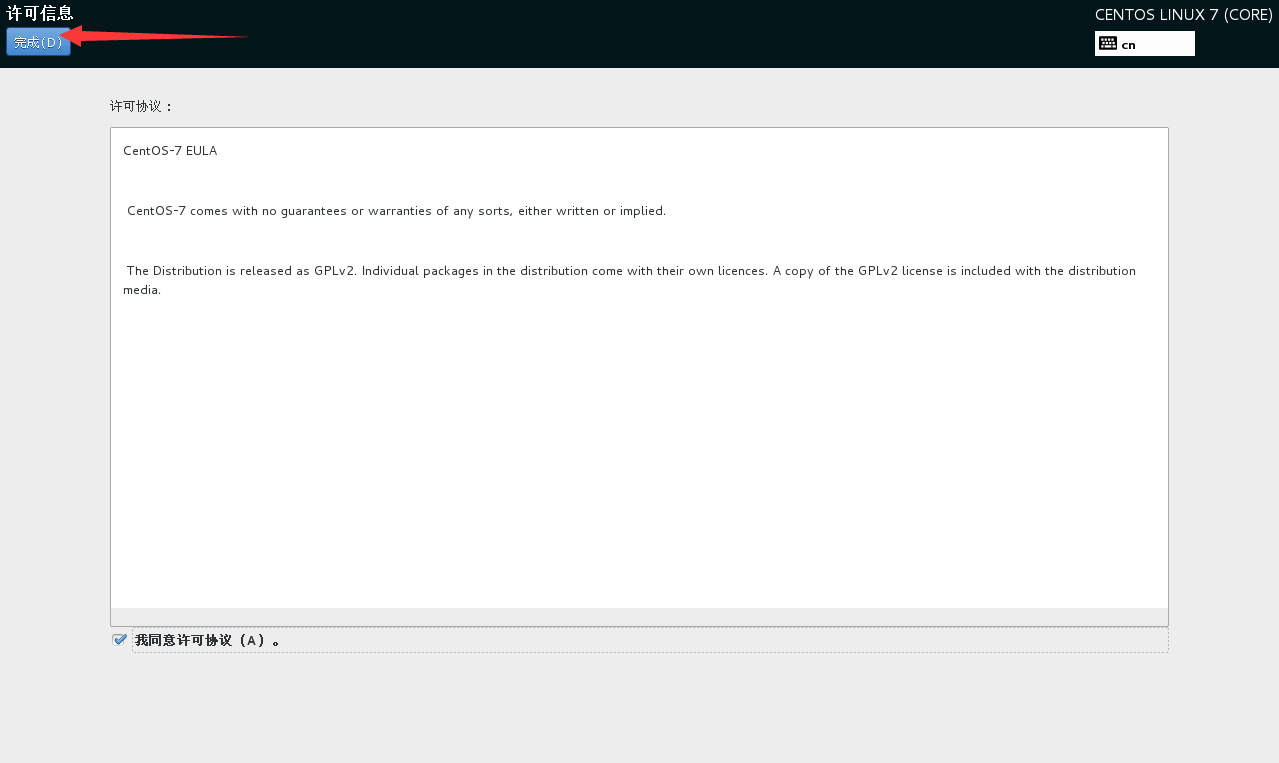 许可信息
CENTOS LINUX 7 (CORE)
完成(D)
cn
许可协议：
CentOS-7 EULA
CentOS-7 comes with no guarantees or warranties of any sorts, either written or implied.
The Distribution is released as GPLv2. Individual packages in the distribution come with their own licences. A copy of the GPLv2 license is included with the distribution
media.
我同意许可协议（A）。